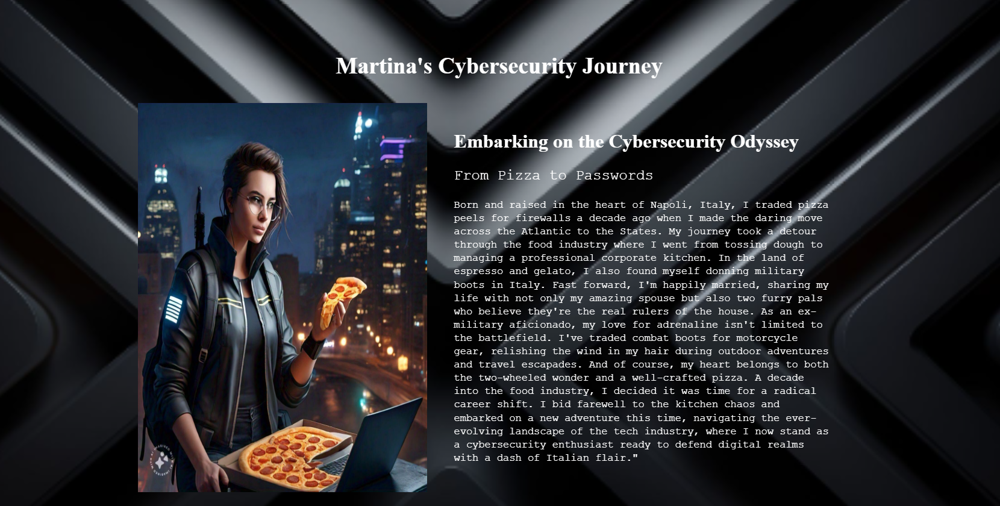 Martina's Cybersecurity Journey
Embarking on the Cybersecurity Odyssey
From Pizza to Passwords
Born and raised in the heart of Napoli, Italy, I traded pizza
peels for firewalls a decade ago when I made the daring move
across the Atlantic to the States. My journey took a detour
through the food industry where I went from tossing dough to
managing a professional corporate kitchen. In the land of
espresso and gelato, I also found myself donning military
boots in Italy. Fast forward, I'm happily married, sharing my
life with not only my amazing spouse but also two furry pals
who believe they're the real rulers of the house. As an ex-
military aficionado, my love for adrenaline isn't limited to
the battlefield. I've traded combat boots for motorcycle
gear, relishing the wind in my hair during outdoor adventures
and travel escapades. And of course, my heart belongs to both
the two-wheeled wonder and a well-crafted pizza. A decade
into the food industry, I decided it was time for a radical
career shift. I bid farewell to the kitchen chaos and
embarked on a new adventure this time, navigating the ever-
evolving landscape of the tech industry, where I now stand as
a cybersecurity enthusiast ready to defend digital realms
with a dash of Italian flair."